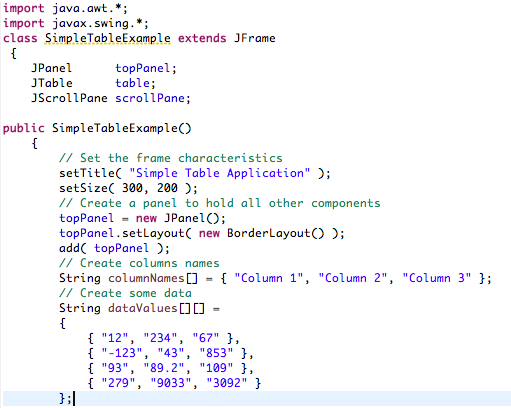 import java.awt.*;
import javax.swing.*;
class SimpleTableExample extends JFrame
{
JPanel topPanel;
JTable table;
JScrollPane scrollPane;
public SimpleTableExample()
{
// Set the frame characteristics
setTitle( "Simple Table Application" );
setSize( 300, 200 );
// Create a panel to hold all other components
topPanel = new JPanel();
topPanel.setLayout( new BorderLayout() );
add( topPanel );
// Create columns names
String columnNames[] = { "Column 1", "Column 2", "Column 3" };
// Create some data
String dataValues[][] =
{
{ "12", "234", "67" },
{ "-123", "43", "853" },
{ "93", "89.2", "109" },
{ "279", "9033", "3092" }
};